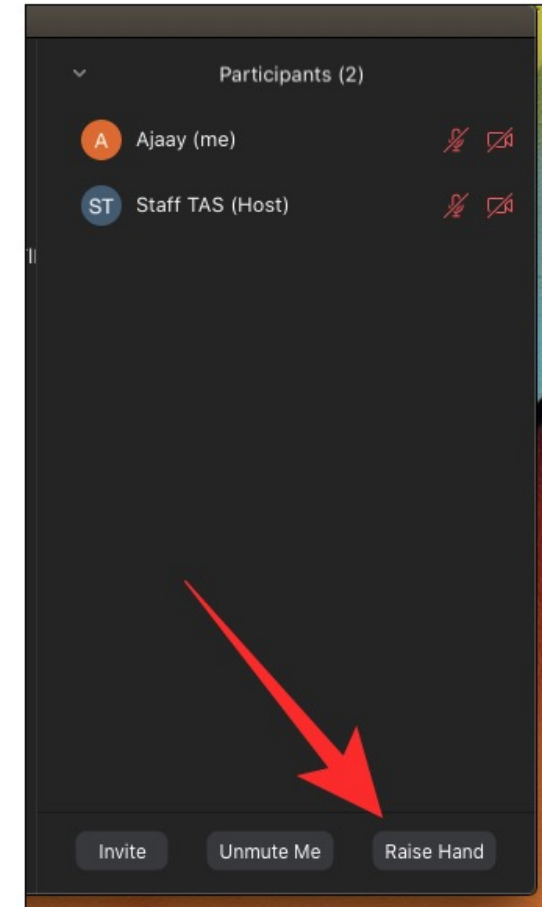 Participants (2)
A Ajaay (me)
ST Staff TAS (Host)
Invite Unmute Me Raise Hand